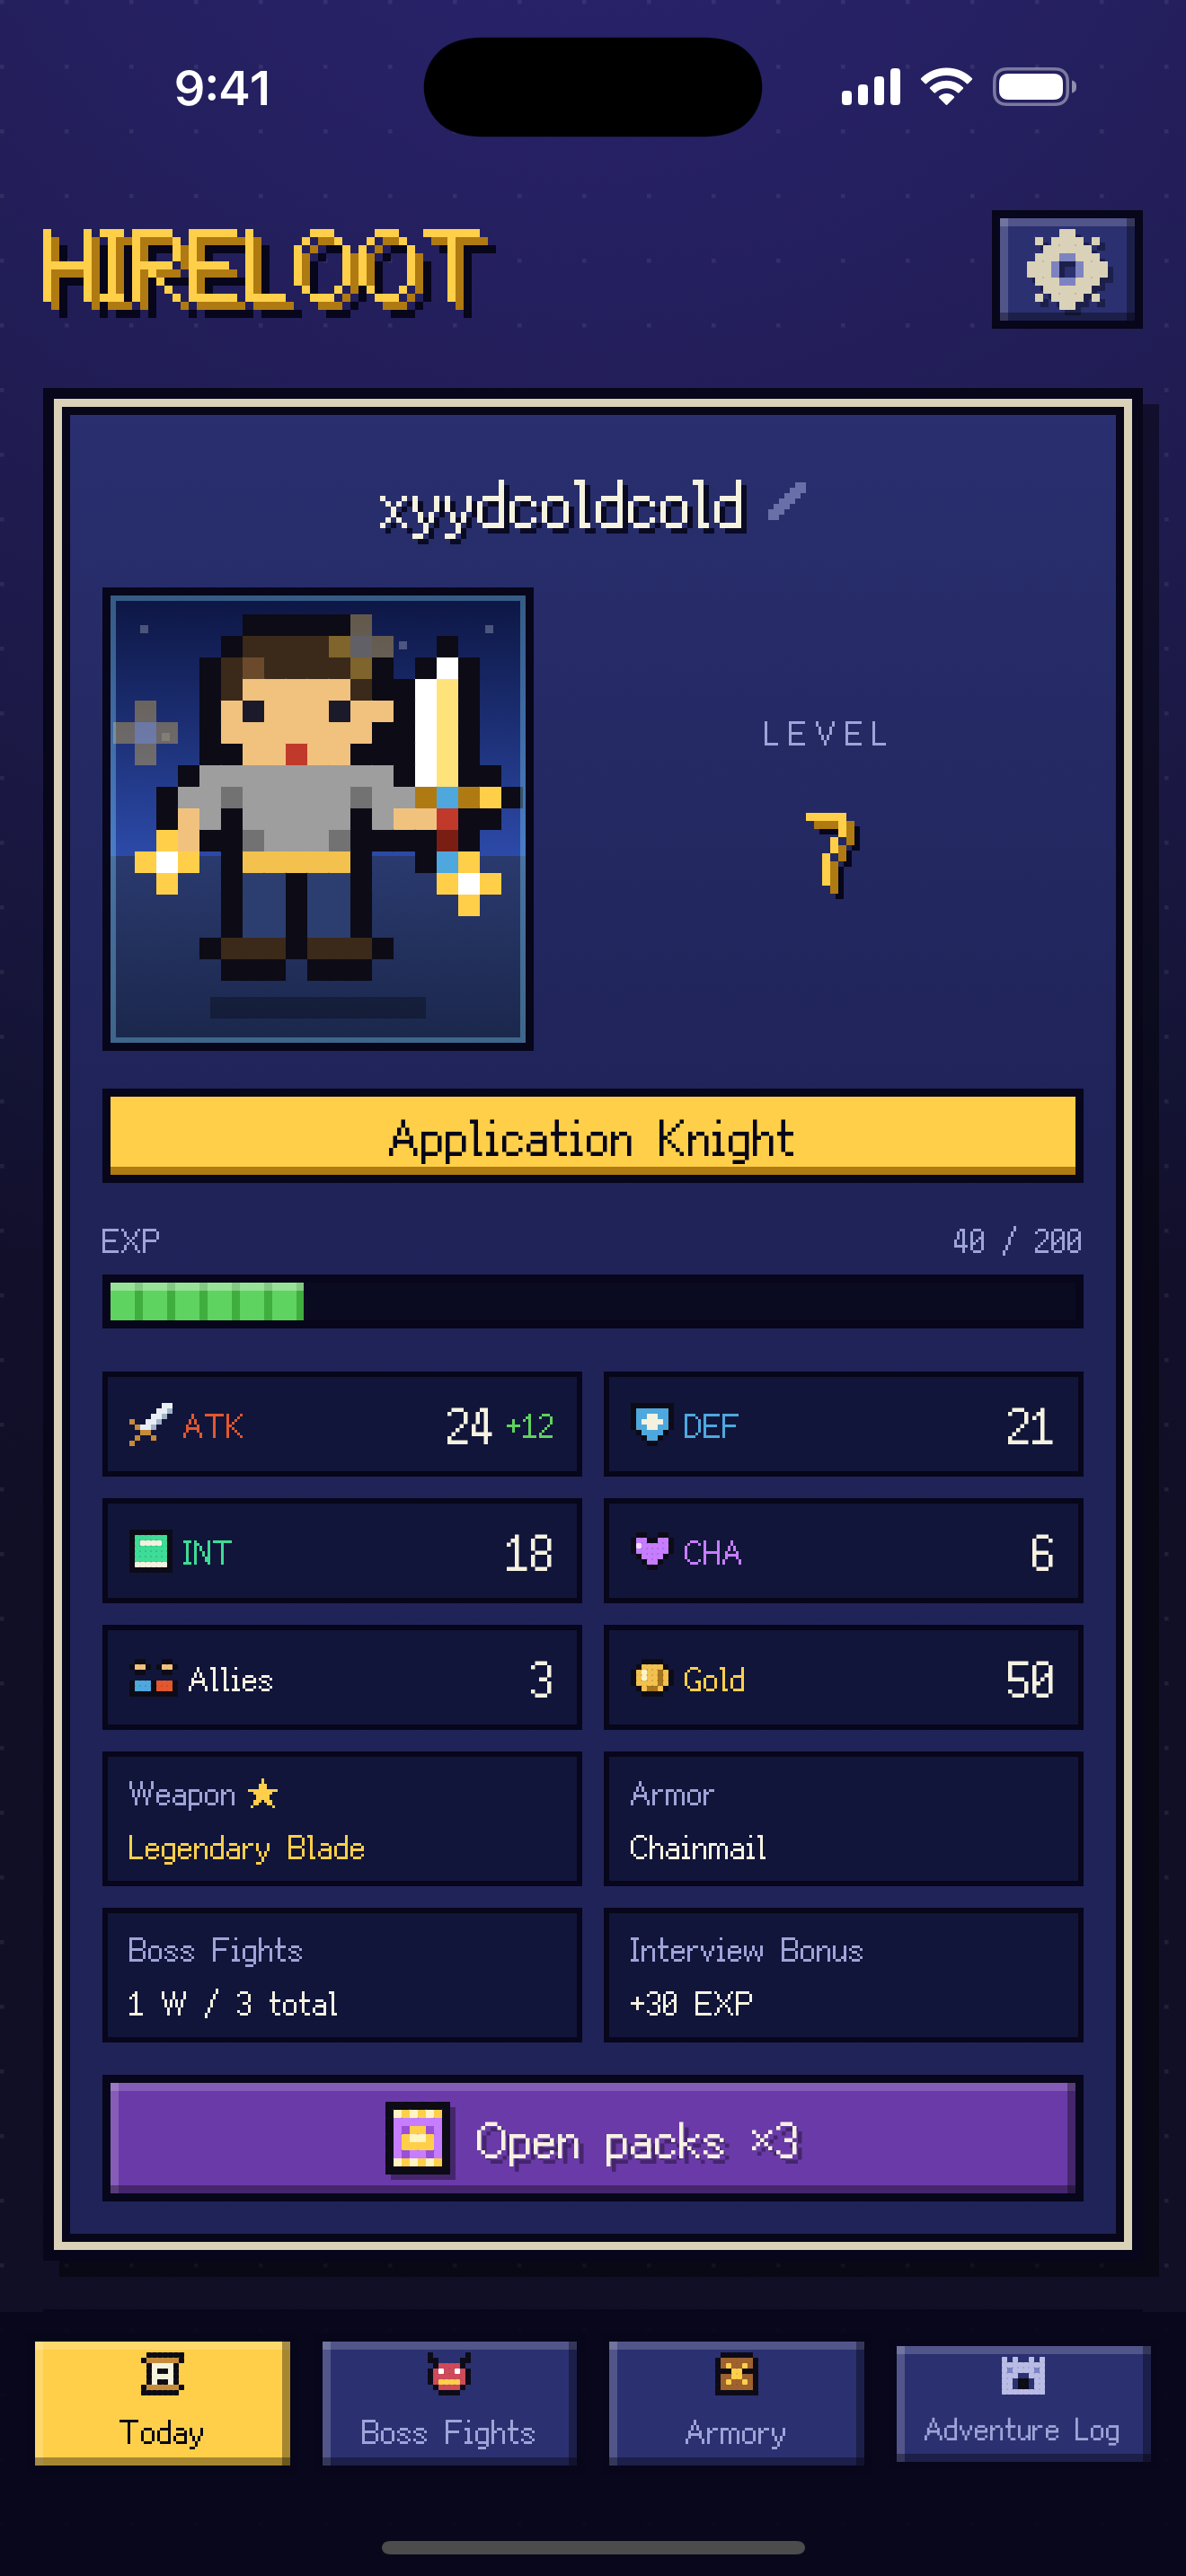 9:41
HIRELOOT
xyydcoldcold
LEVEL
7
Application Knight
EXP 40 / 200
ATK 24 +12
DEF 21
INT 18
CHA 6
Allies 3
Gold 50
Weapon
Legendary Blade
Armor
Chainmail
Boss Fights
1 W / 3 total
Interview Bonus
+30 EXP
Open packs ×3
Today
Boss Fights
Armory
Adventure Log